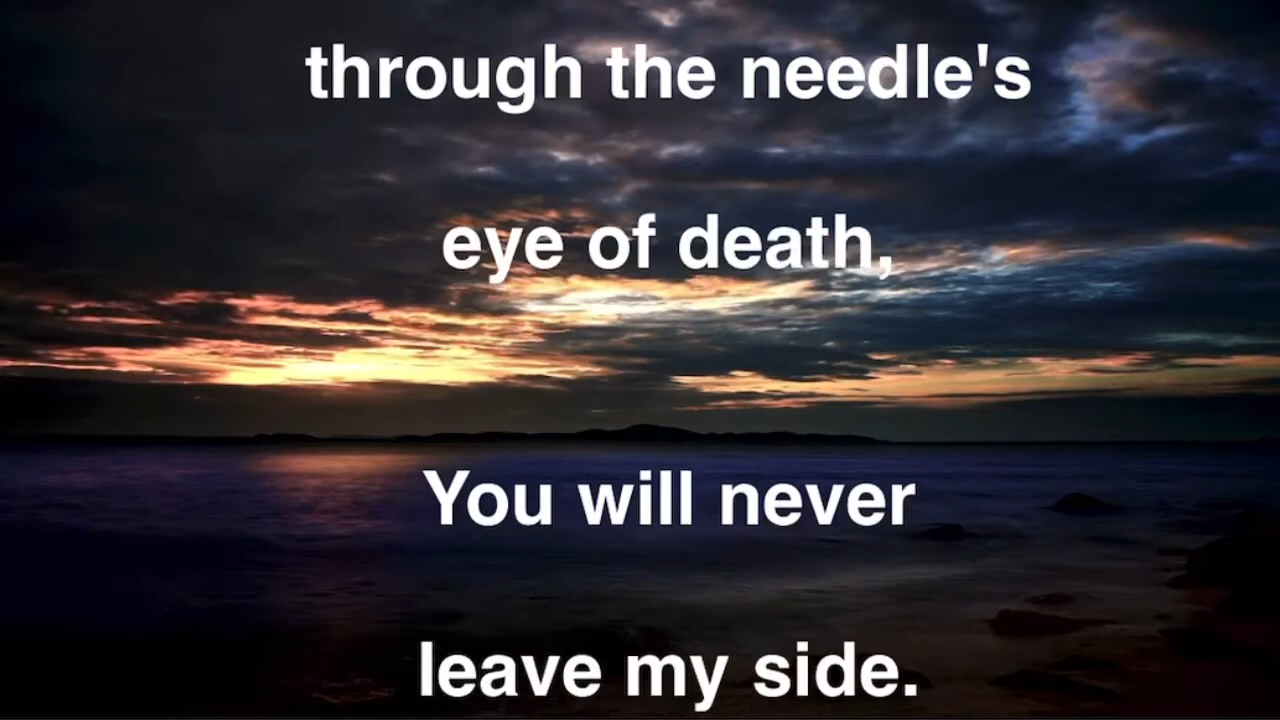 through the needle's
eye of death,
You will never
leave my side.